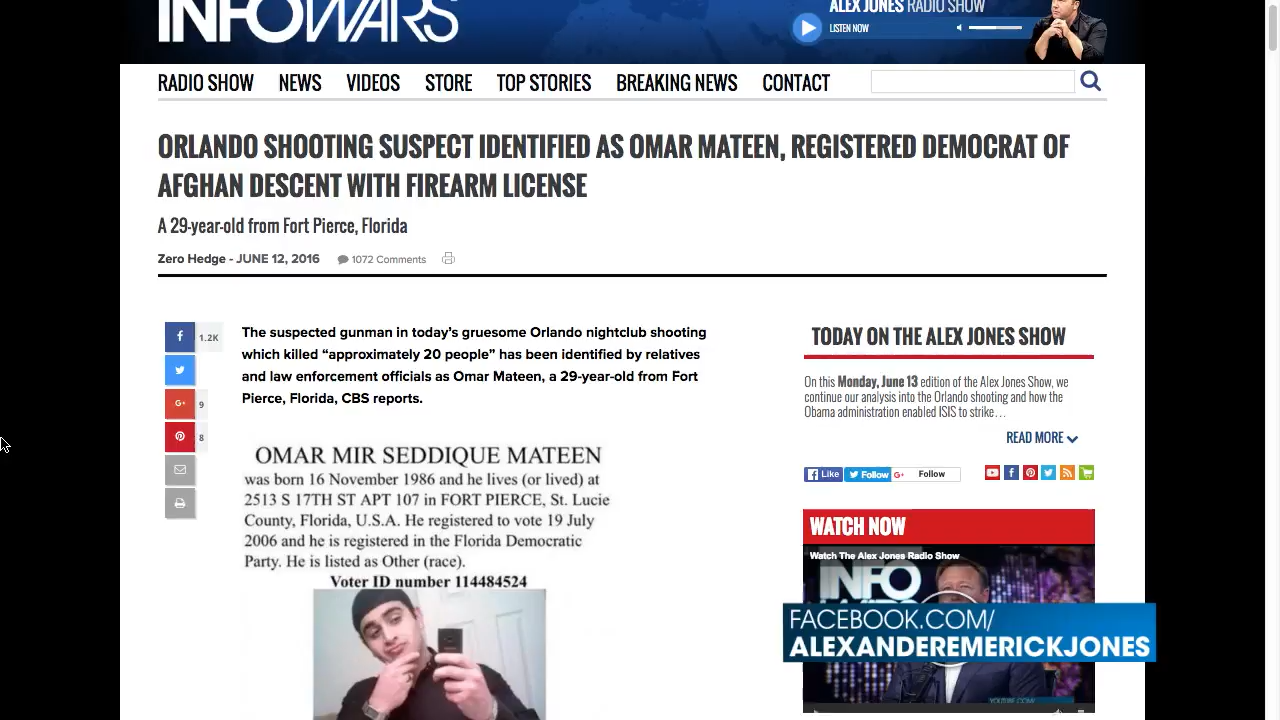 INFOWARS
ALEX JONES RADIO SHOW
LISTEN NOW
RADIO SHOW NEWS VIDEOS STORE TOP STORIES BREAKING NEWS CONTACT
ORLANDO SHOOTING SUSPECT IDENTIFIED AS OMAR MATEEN, REGISTERED DEMOCRAT OF
AFGHAN DESCENT WITH FIREARM LICENSE
A 29-year-old from Fort Pierce, Florida
Zero Hedge - JUNE 12, 2016 1072 Comments
1.2K
9
8
The suspected gunman in today's gruesome Orlando nightclub shooting
which killed “approximately 20 people” has been identified by relatives
and law enforcement officials as Omar Mateen, a 29-year-old from Fort
Pierce, Florida, CBS reports.
OMAR MIR SEDDIQUE MATEEN
was born 16 November 1986 and he lives (or lived) at
2513 S 17TH ST APT 107 in FORT PIERCE, St. Lucie
County, Florida, U.S.A. He registered to vote 19 July
2006 and he is registered in the Florida Democratic
Party. He is listed as Other (race).
Voter ID number 114484524
TODAY ON THE ALEX JONES SHOW
On this Monday, June 13 edition of the Alex Jones Show, we
continue our analysis into the Orlando shooting and how the
Obama administration enabled ISIS to strike…
READ MORE
Like Follow Follow
WATCH NOW
Watch The Alex Jones Radio Show
INFO
FACEBOOK.COM/
ALEXANDEREMERICKJONES